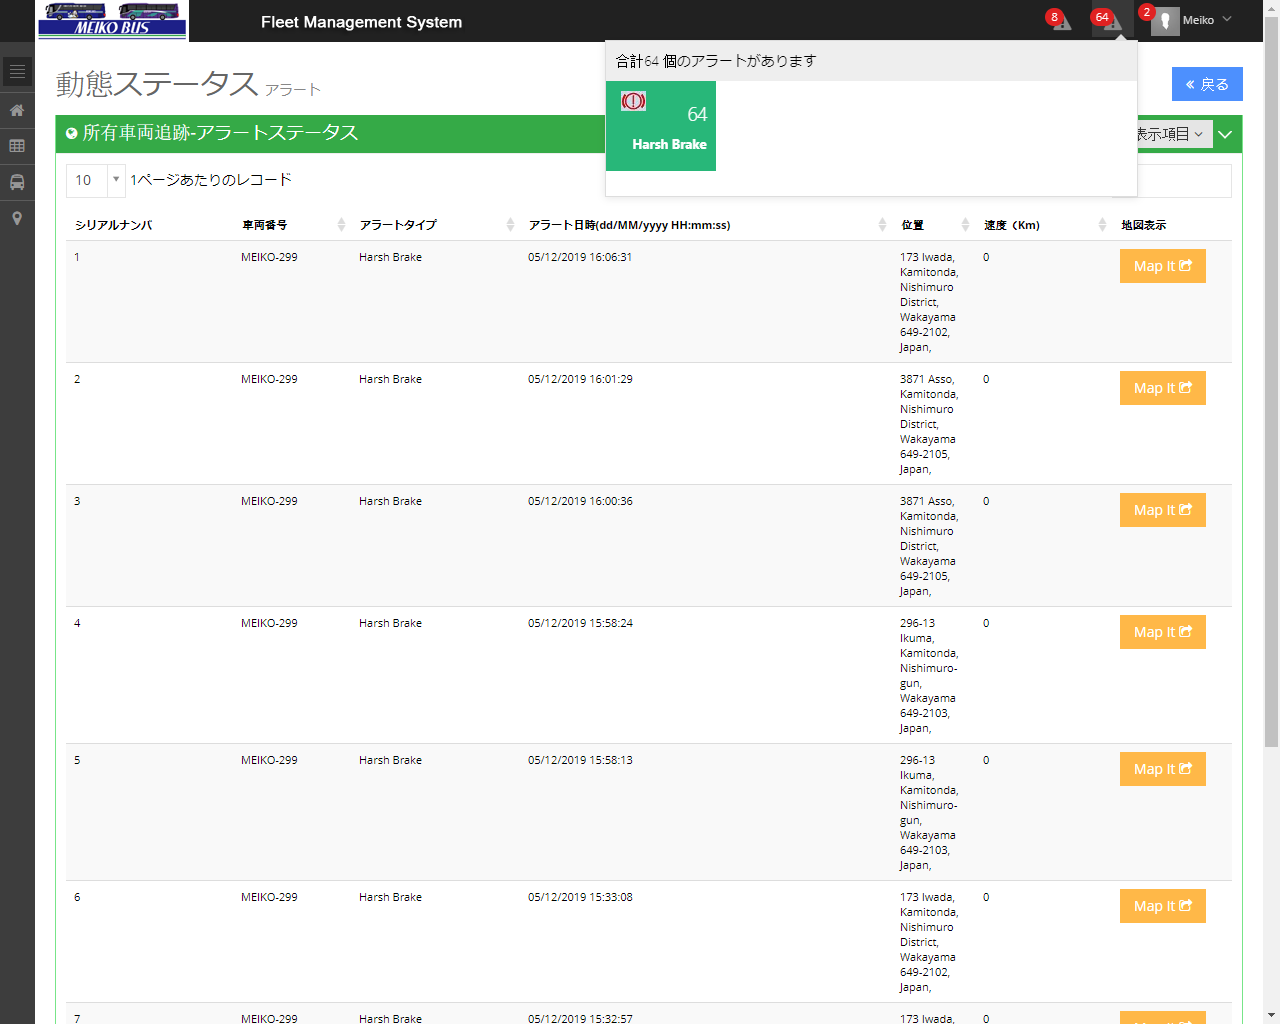 MEIKO BUS
Fleet Management System
8
64
2
Meiko
合計64 個のアラートがあります
64
Harsh Brake
動態ステータス アラート
戻る
所有車両追跡-アラートステータス
表示項目
10
1ページあたりのレコード
シリアルナンバ 車両番号 アラートタイプ アラート日時(dd/MM/yyyy HH:mm:ss) 位置 速度（Km) 地図表示
1 MEIKO-299 Harsh Brake 05/12/2019 16:06:31 173 Iwada, 0 Map It
Kamitonda,
Nishimuro
District,
Wakayama
649-2102,
Japan,
2 MEIKO-299 Harsh Brake 05/12/2019 16:01:29 3871 Asso, 0 Map It
Kamitonda,
Nishimuro
District,
Wakayama
649-2105,
Japan,
3 MEIKO-299 Harsh Brake 05/12/2019 16:00:36 3871 Asso, 0 Map It
Kamitonda,
Nishimuro
District,
Wakayama
649-2105,
Japan,
4 MEIKO-299 Harsh Brake 05/12/2019 15:58:24 296-13 0 Map It
Ikuma,
Kamitonda,
Nishimuro-
gun,
Wakayama
649-2103,
Japan,
5 MEIKO-299 Harsh Brake 05/12/2019 15:58:13 296-13 0 Map It
Ikuma,
Kamitonda,
Nishimuro-
gun,
Wakayama
649-2103,
Japan,
6 MEIKO-299 Harsh Brake 05/12/2019 15:33:08 173 Iwada, 0 Map It
Kamitonda,
Nishimuro
District,
Wakayama
649-2102,
Japan,
7 MEIKO-299 Harsh Brake 05/12/2019 15:32:57 173 Iwada, 0 Map It